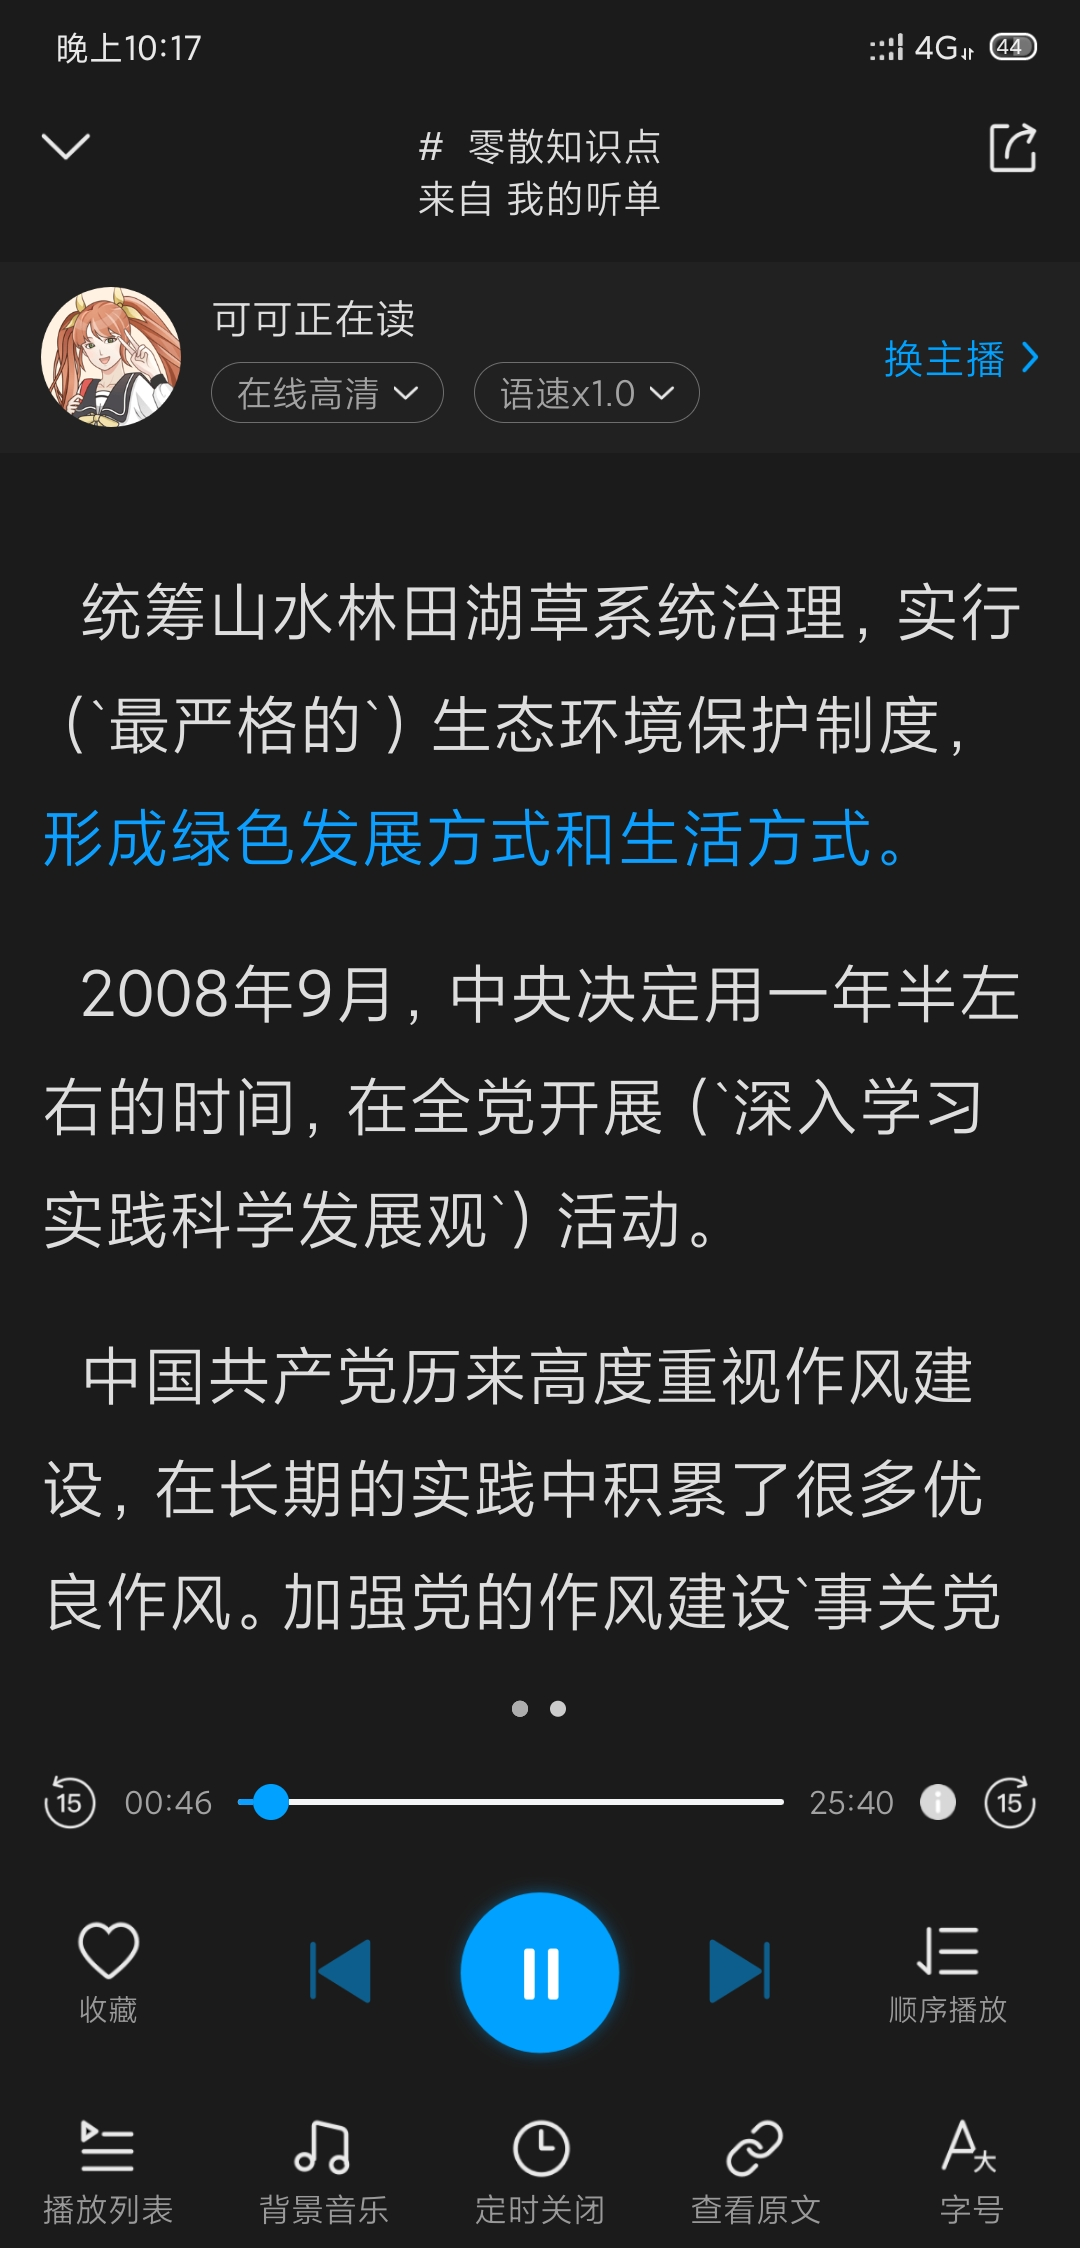 晚上10:17
4G
44
# 零散知识点
来自 我的听单
可可正在读
在线高清
语速x1.0
换主播
统筹山水林田湖草系统治理，实行
（`最严格的`）生态环境保护制度，
形成绿色发展方式和生活方式。
2008年9月，中央决定用一年半左
右的时间，在全党开展（`深入学习
实践科学发展观`）活动。
中国共产党历来高度重视作风建
设，在长期的实践中积累了很多优
良作风。加强党的作风建设`事关党
15
00:46
25:40
15
收藏
顺序播放
播放列表
背景音乐
定时关闭
查看原文
A大
字号